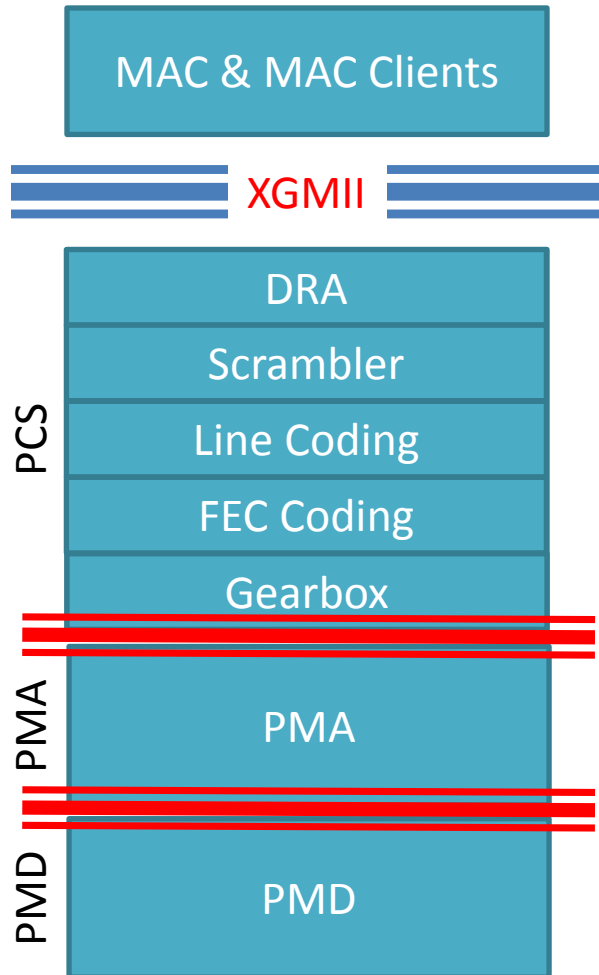 MAC & MAC Clients
XGMII
DRA
Scrambler
Line Coding
FEC Coding
Gearbox
PCS
PMA
PMA
PMD
PMD